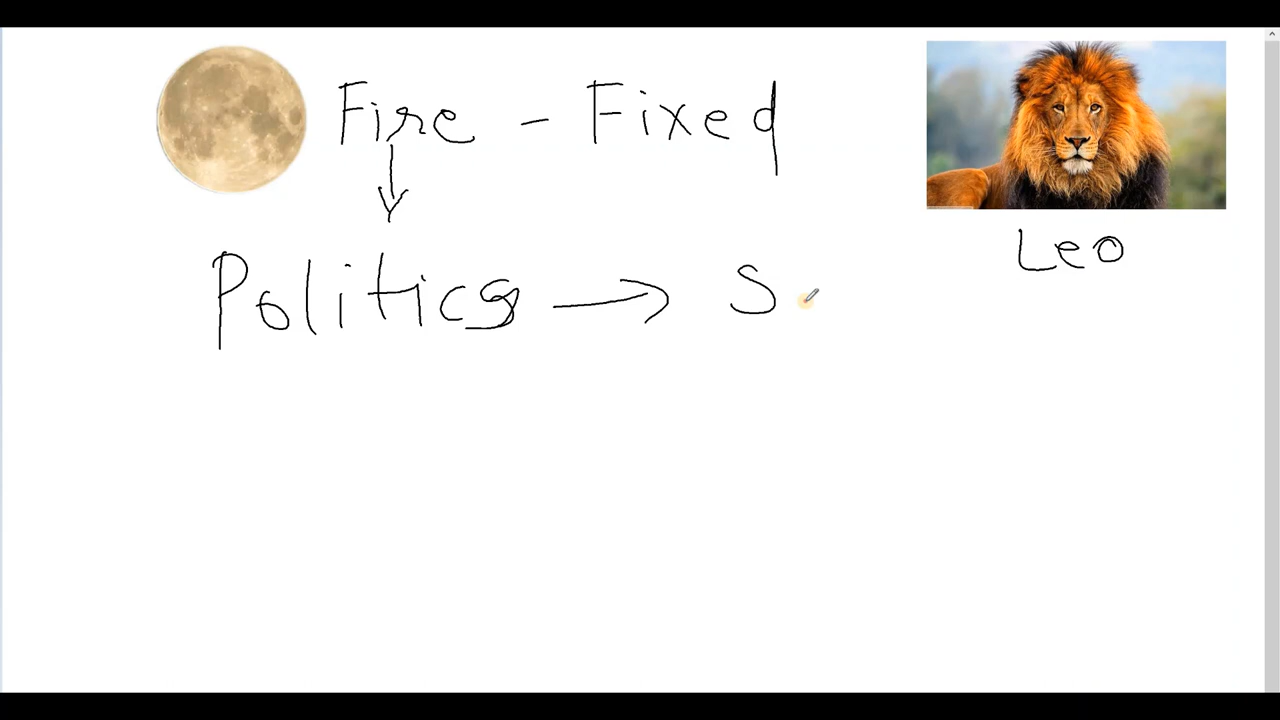 Fire - Fixed
Leo
Politics → S